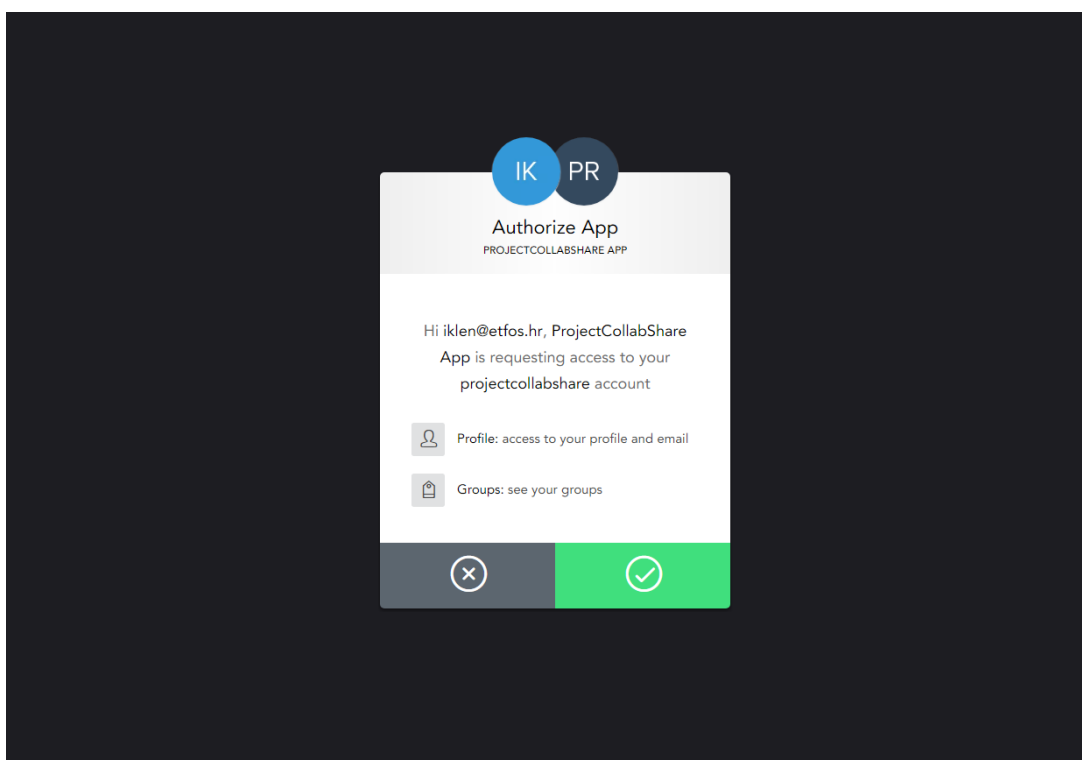 IK PR
Authorize App
PROJECTCOLLABSHARE APP
Hi iklen@etfos.hr, ProjectCollabShare
App is requesting access to your
projectcollabshare account
Profile: access to your profile and email
Groups: see your groups